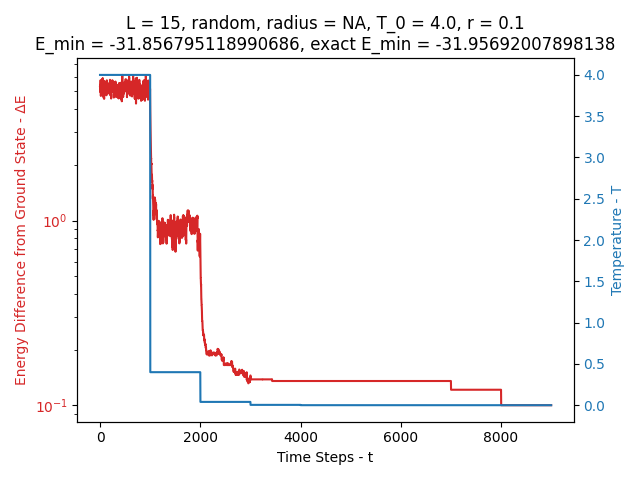 L = 15, random, radius = NA, T_0 = 4.0, r = 0.1
E_min = -31.856795118990686, exact E_min = -31.95692007898138
Energy Difference from Ground State - ΔE
10^0
10^-1
4.0
3.5
3.0
2.5
2.0
1.5
1.0
0.5
0.0
Temperature - T
0 2000 4000 6000 8000
Time Steps - t